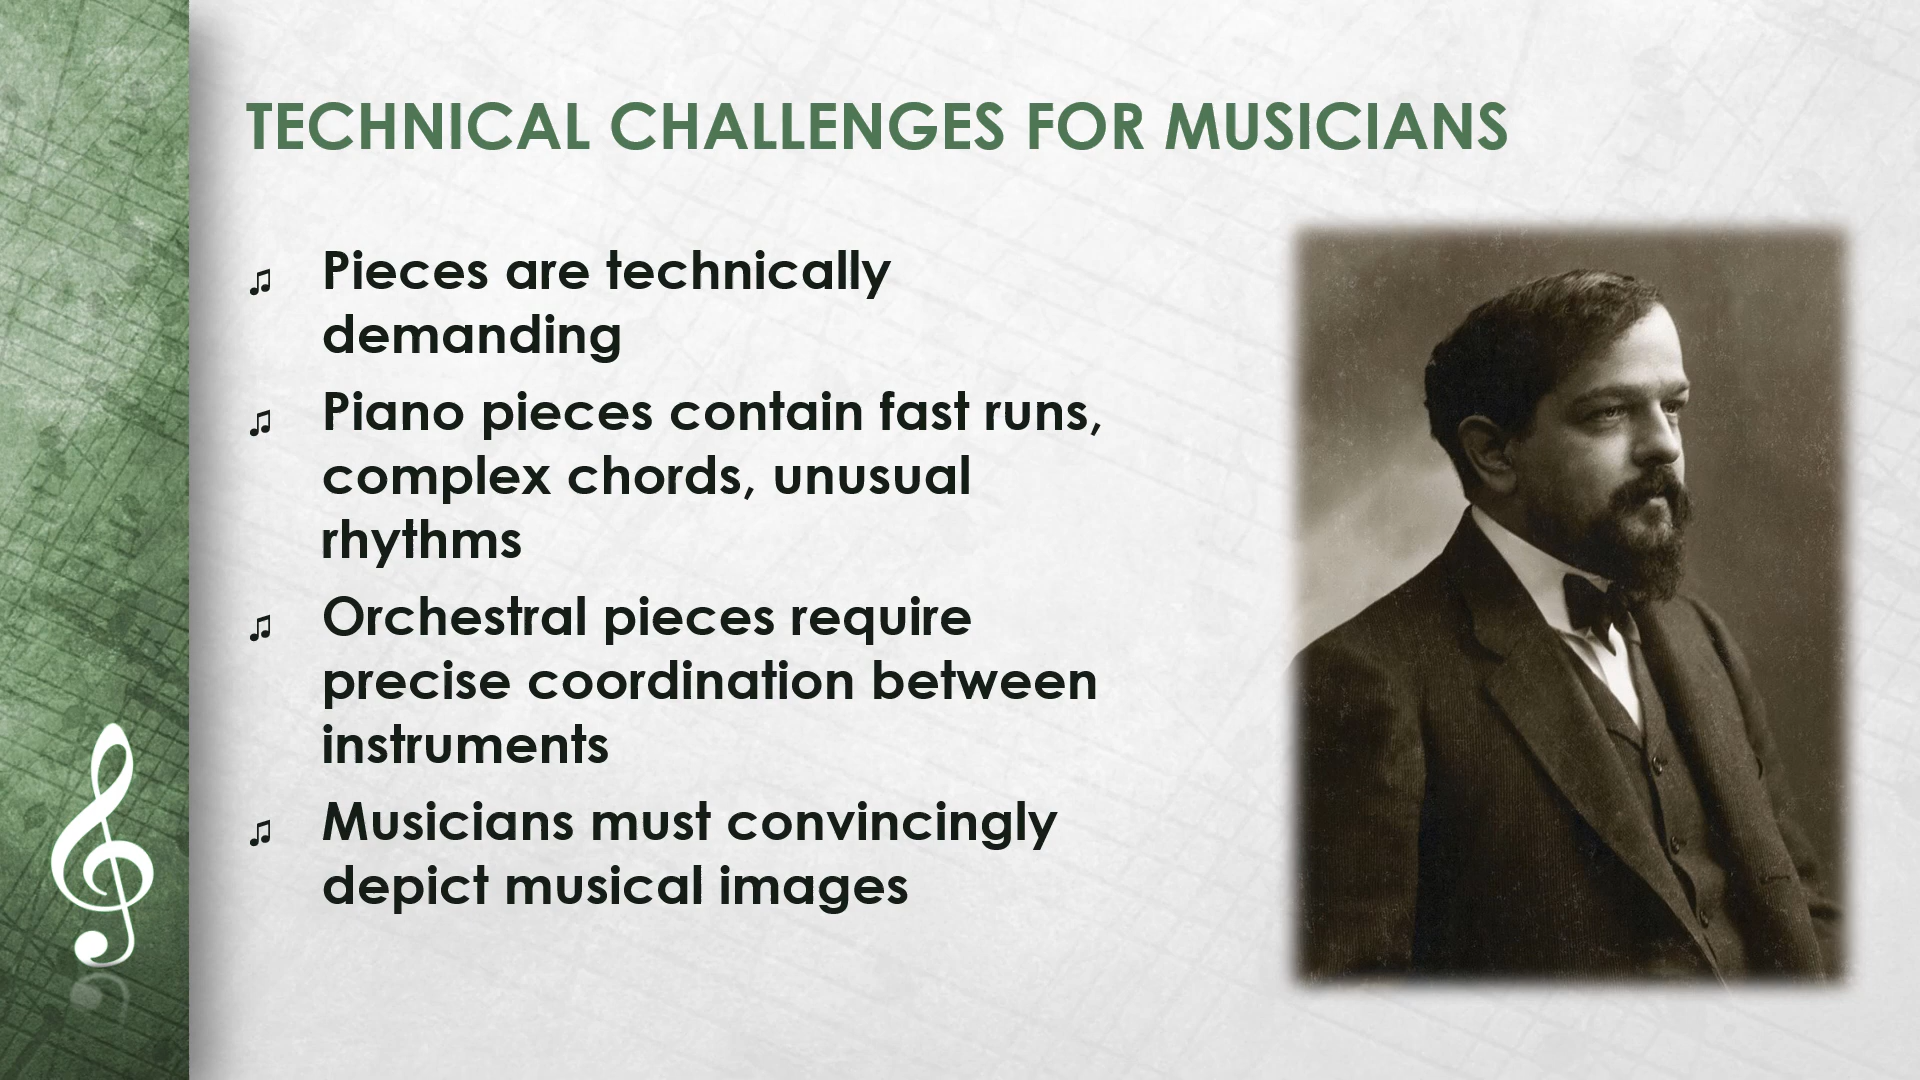 TECHNICAL CHALLENGES FOR MUSICIANS
♫ Pieces are technically
demanding
♫ Piano pieces contain fast runs,
complex chords, unusual
rhythms
♫ Orchestral pieces require
precise coordination between
instruments
♫ Musicians must convincingly
depict musical images